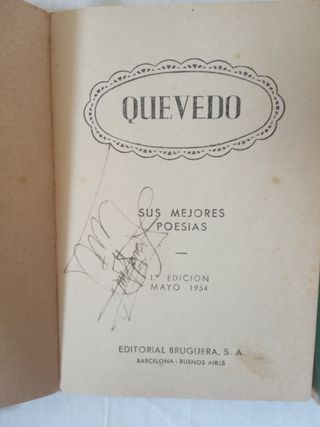 QUEVEDO
SUS MEJORES
POESIAS
1.ª EDICION
MAYO 1954
EDITORIAL BRUGUERA, S. A.
BARCELONA - BUENOS AIRES